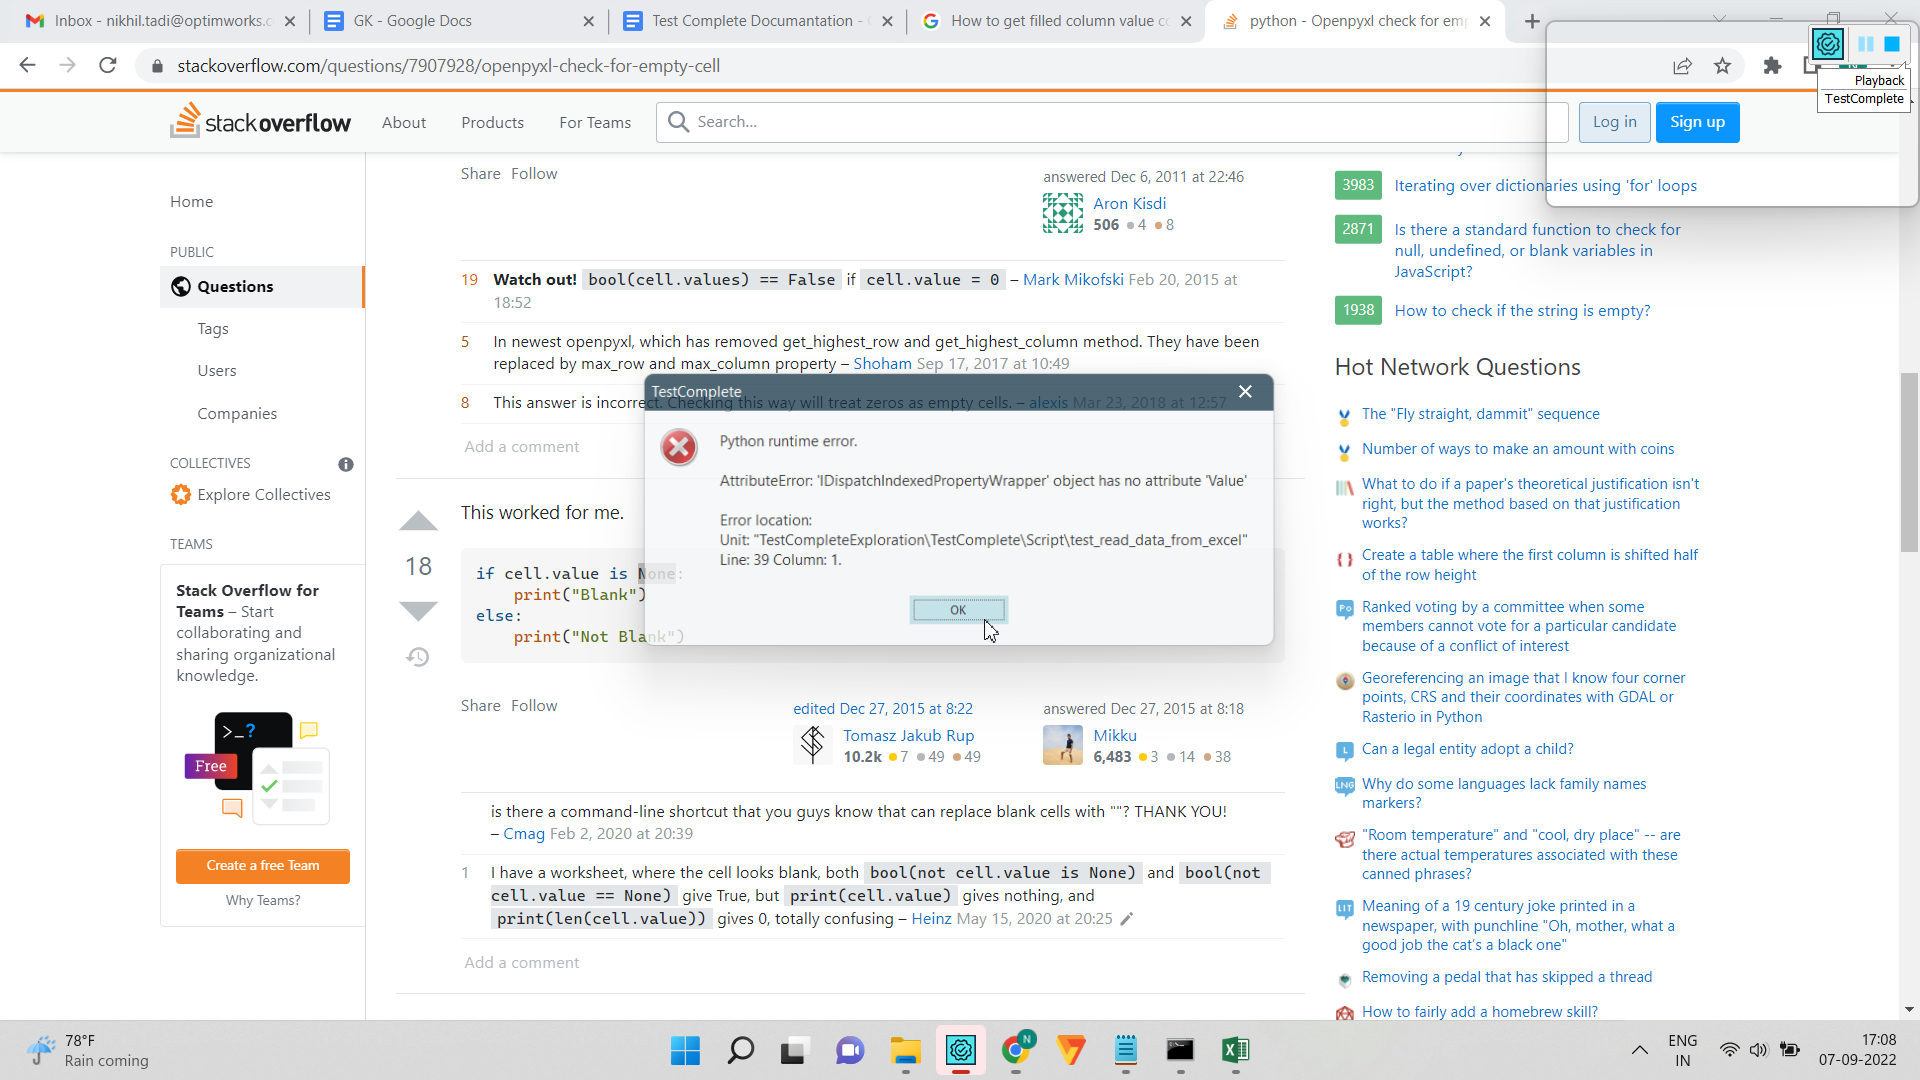 Inbox - nikhil.tadi@optimworks.c
GK - Google Docs
Test Complete Documantation -
How to get filled column value co
python - Openpyxl check for emp
stackoverflow.com/questions/7907928/openpyxl-check-for-empty-cell
Playback
TestComplete
stackoverflow
About
Products
For Teams
Search...
Log in
Sign up
Home
PUBLIC
Questions
Tags
Users
Companies
COLLECTIVES
Explore Collectives
TEAMS
Stack Overflow for
Teams – Start
collaborating and
sharing organizational
knowledge.
>_?
Free
Create a free Team
Why Teams?
Share Follow
answered Dec 6, 2011 at 22:46
Aron Kisdi
506 4 8
19 Watch out! bool(cell.values) == False if cell.value = 0 – Mark Mikofski Feb 20, 2015 at
18:52
5 In newest openpyxl, which has removed get_highest_row and get_highest_column method. They have been
replaced by max_row and max_column property – Shoham Sep 17, 2017 at 10:49
8 This answer is incorrect. Checking this way will treat zeros as empty cells. – alexis Mar 23, 2018 at 12:57
Add a comment
TestComplete
Python runtime error.
AttributeError: 'IDispatchIndexedPropertyWrapper' object has no attribute 'Value'
Error location:
Unit: "TestCompleteExploration\TestComplete\Script\test_read_data_from_excel"
Line: 39 Column: 1.
OK
This worked for me.
18
if cell.value is None:
print("Blank")
else:
print("Not Blank")
Share Follow
edited Dec 27, 2015 at 8:22
Tomasz Jakub Rup
10.2k 7 49 49
answered Dec 27, 2015 at 8:18
Mikku
6,483 3 14 38
is there a command-line shortcut that you guys know that can replace blank cells with ""? THANK YOU!
– Cmag Feb 2, 2020 at 20:39
1 I have a worksheet, where the cell looks blank, both bool(not cell.value is None) and bool(not
cell.value == None) give True, but print(cell.value) gives nothing, and
print(len(cell.value)) gives 0, totally confusing – Heinz May 15, 2020 at 20:25
Add a comment
3983 Iterating over dictionaries using 'for' loops
2871 Is there a standard function to check for
null, undefined, or blank variables in
JavaScript?
1938 How to check if the string is empty?
Hot Network Questions
The "Fly straight, dammit" sequence
Number of ways to make an amount with coins
What to do if a paper's theoretical justification isn't
right, but the method based on that justification
works?
Create a table where the first column is shifted half
of the row height
Ranked voting by a committee when some
members cannot vote for a particular candidate
because of a conflict of interest
Georeferencing an image that I know four corner
points, CRS and their coordinates with GDAL or
Rasterio in Python
Can a legal entity adopt a child?
Why do some languages lack family names
markers?
"Room temperature" and "cool, dry place" -- are
there actual temperatures associated with these
canned phrases?
Meaning of a 19 century joke printed in a
newspaper, with punchline "Oh, mother, what a
good job the cat's a black one"
Removing a pedal that has skipped a thread
How to fairly add a homebrew skill?
78°F
Rain coming
N
ENG
IN
17:08
07-09-2022